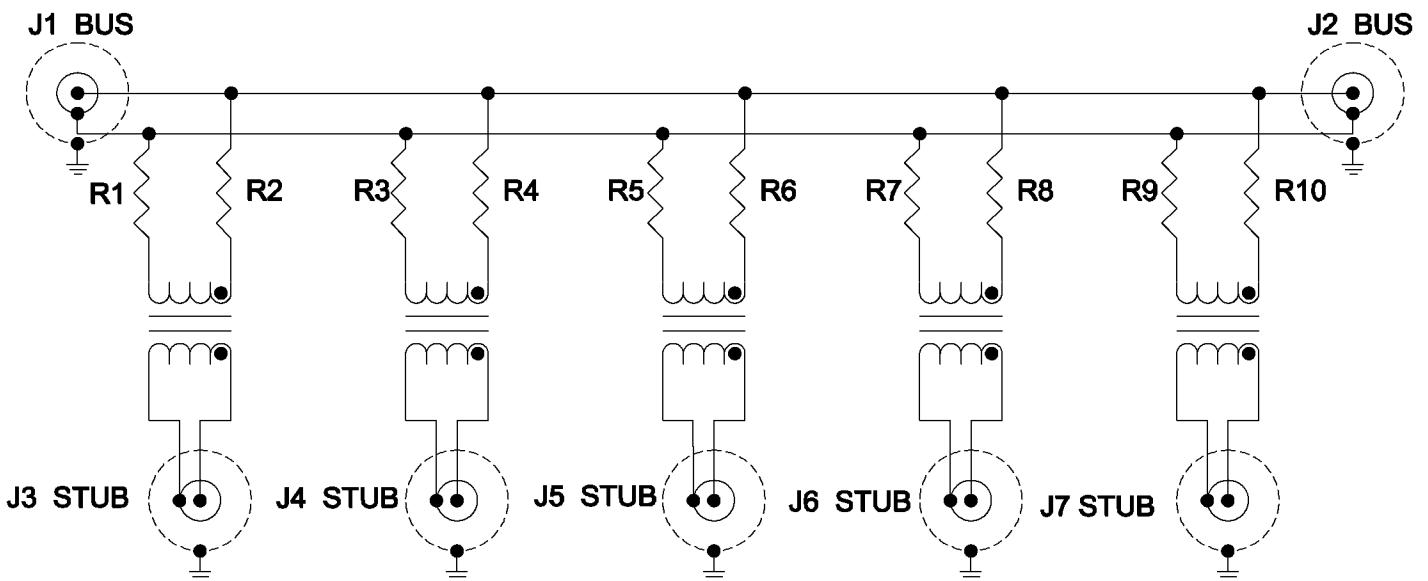 J1 BUS
J2 BUS
R1
R2
R3
R4
R5
R6
R7
R8
R9
R10
J3 STUB
J4 STUB
J5 STUB
J6 STUB
J7 STUB